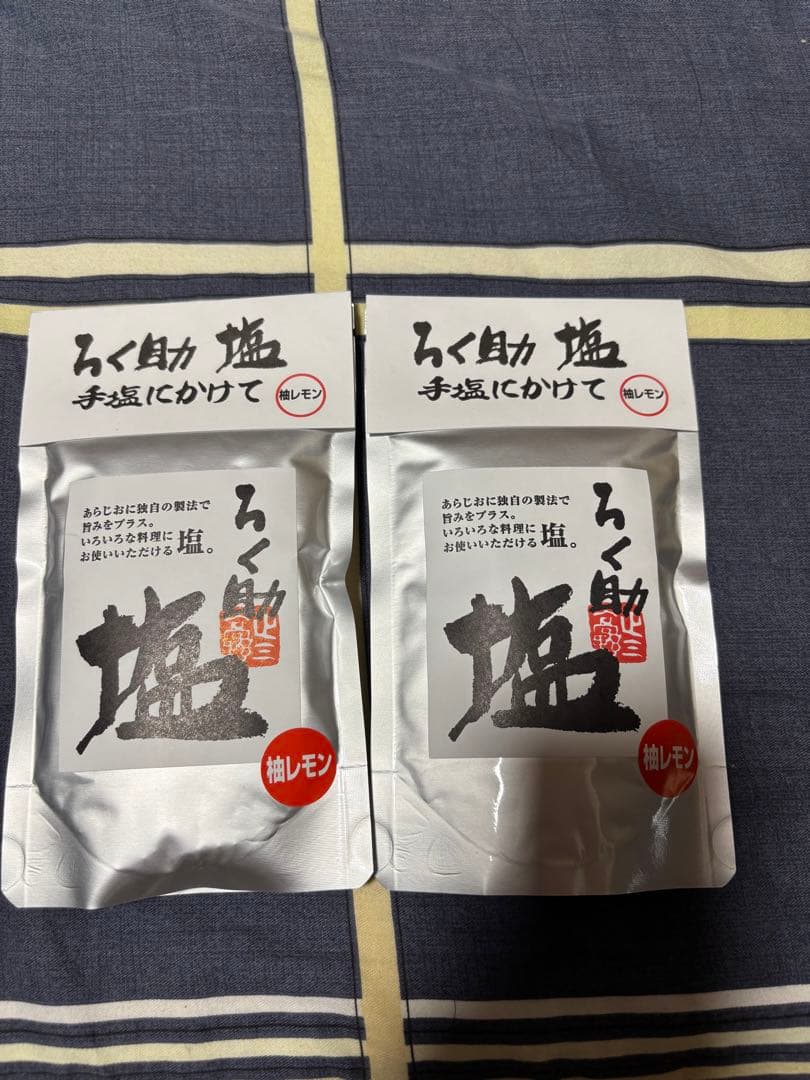 ろく助 塩
手塩にかけて
柚レモン
あらじおに独自の製法で
旨みをプラス。
いろいろな料理に
お使いいただける 塩。
ろく助
塩
柚レモン
ろく助 塩
手塩にかけて
柚レモン
あらじおに独自の製法で
旨みをプラス。
いろいろな料理に
お使いいただける 塩。
ろく助
塩
柚レモン